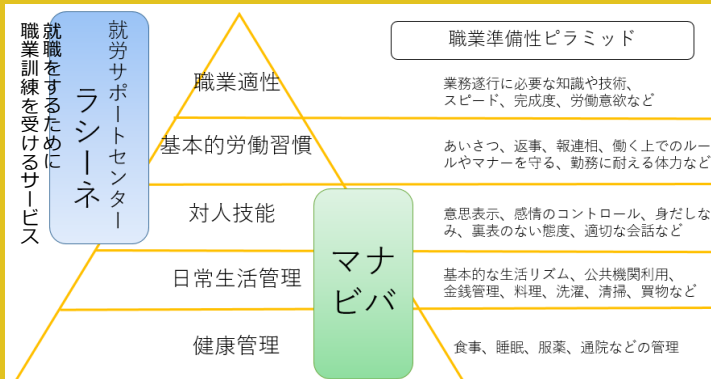 職業準備性ピラミッド
就労サポートセンター
ラシーネ
就職をするために
職業訓練を受けるサービス
職業適性
業務遂行に必要な知識や技術、
スピード、完成度、労働意欲など
基本的労働習慣
あいさつ、返事、報連相、働く上でのルー
ルやマナーを守る、勤務に耐える体力など
対人技能
意思表示、感情のコントロール、身だしな
み、裏表のない態度、適切な会話など
マナ
ビバ
日常生活管理
基本的な生活リズム、公共機関利用、
金銭管理、料理、洗濯、清掃、買物など
健康管理
食事、睡眠、服薬、通院などの管理